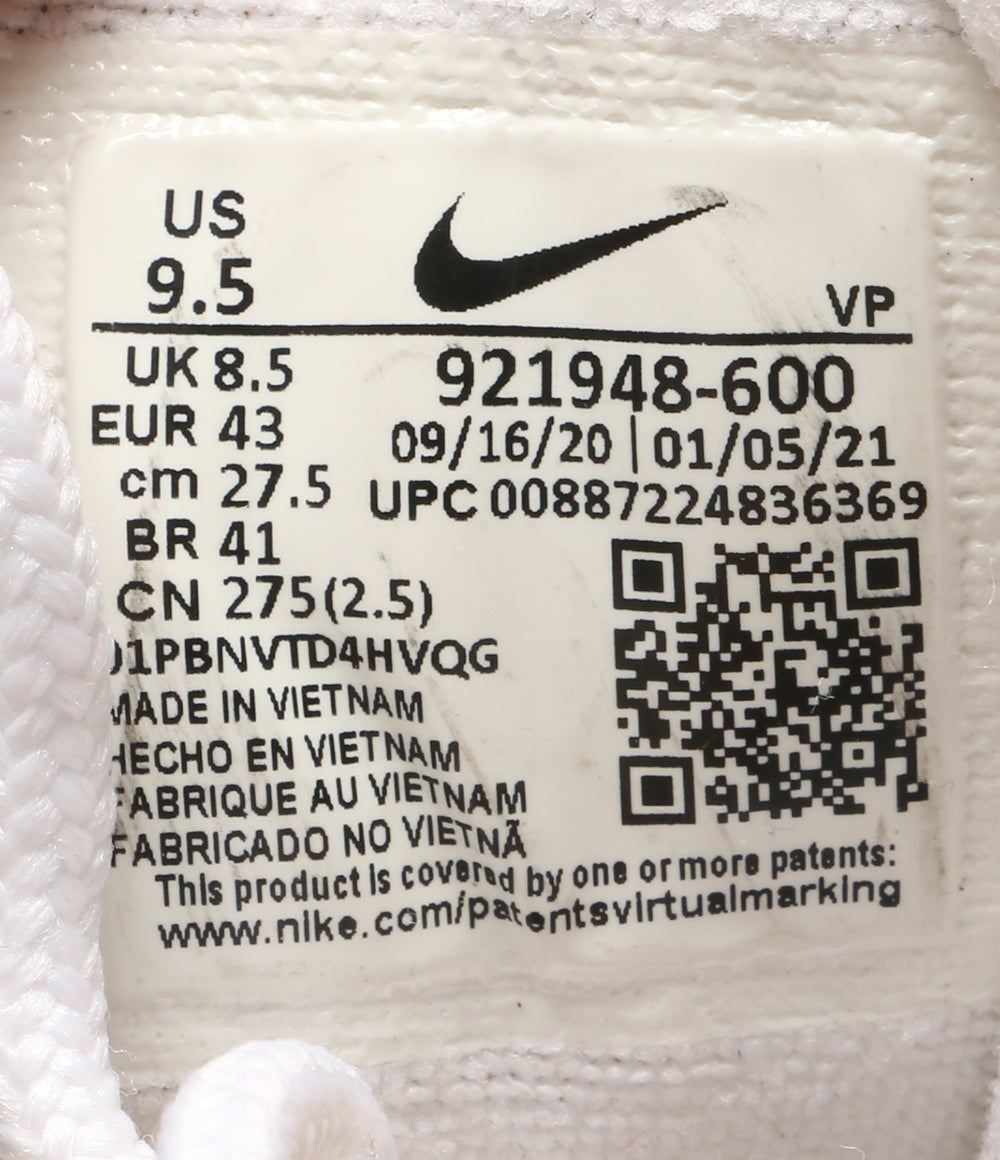 US
9.5
VP
UK 8.5
EUR 43
cm 27.5
BR 41
CN 275(2.5)
921948-600
09/16/20 | 01/05/21
UPC 00887224836369
MADE IN VIETNAM
HECHO EN VIETNAM
FABRIQUE AU VIETNAM
FABRICADO NO VIETNÃ
This product is covered by one or more patents:
www.nike.com/patentsvirtualmarking